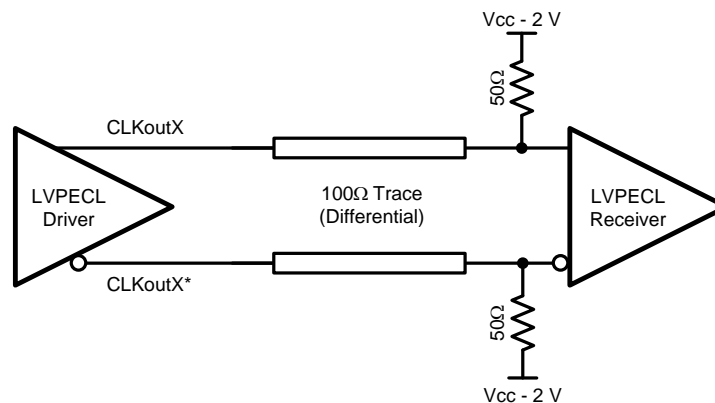 Vcc - 2 V
50Ω
CLKoutX
LVPECL
Driver
100Ω Trace
(Differential)
LVPECL
Receiver
CLKoutX*
50Ω
Vcc - 2 V